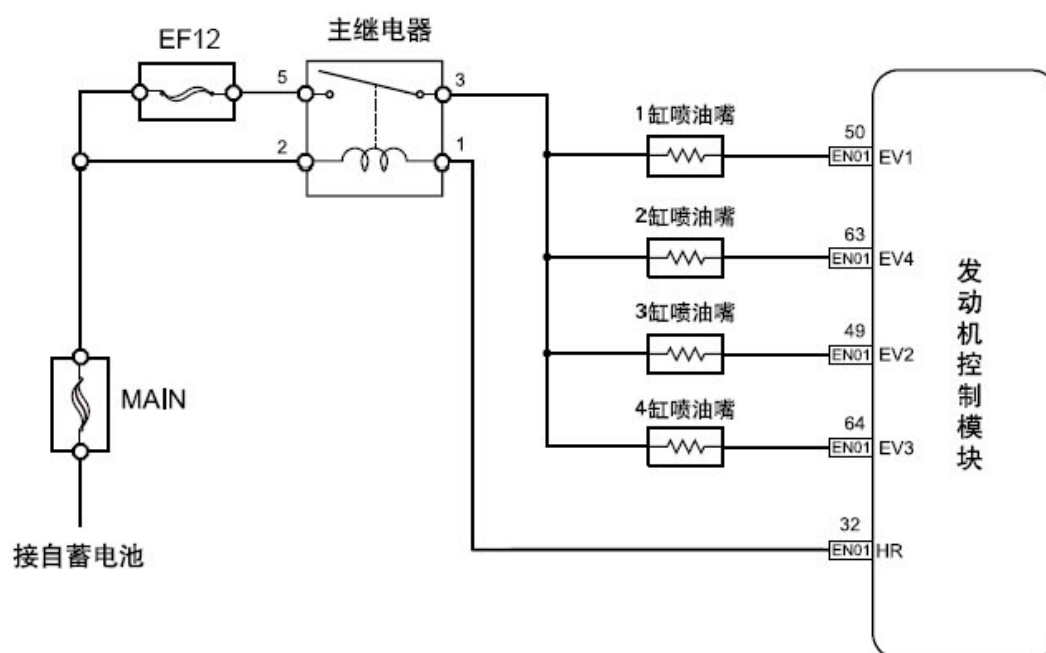 主继电器
EF12
5
3
2
1
1缸喷油嘴
50
EN01
EV1
2缸喷油嘴
63
EN01
EV4
3缸喷油嘴
49
EN01
EV2
4缸喷油嘴
64
EN01
EV3
32
EN01
HR
发动机控制模块
MAIN
接自蓄电池